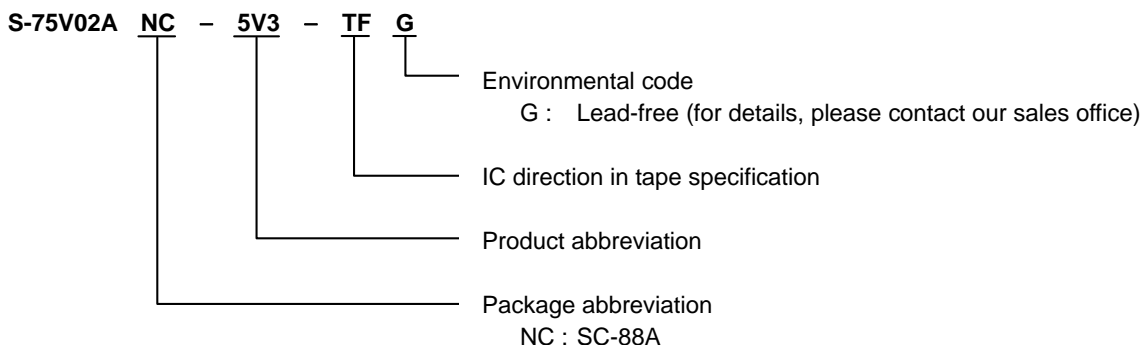 S-75V02A NC – 5V3 – TF G
Environmental code
G : Lead-free (for details, please contact our sales office)
IC direction in tape specification
Product abbreviation
Package abbreviation
NC : SC-88A